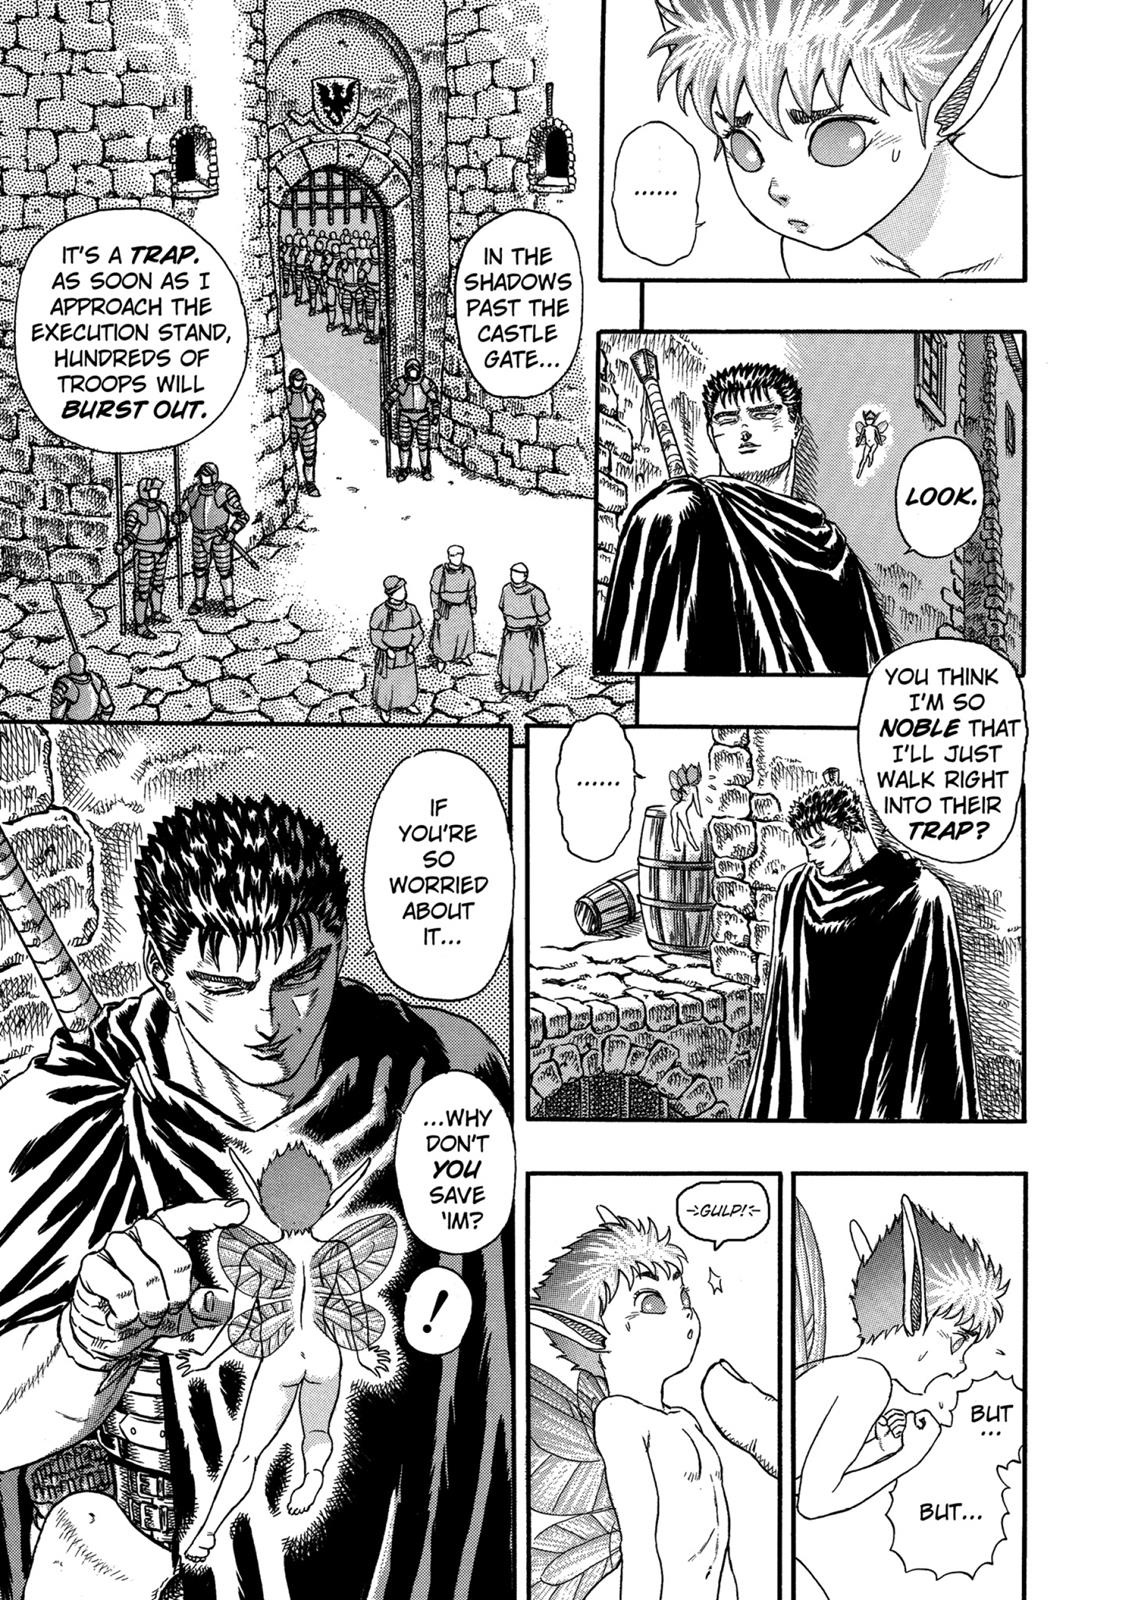 ......
LOOK.
IN THE
SHADOWS
PAST THE
CASTLE
GATE...
IT'S A TRAP.
AS SOON AS I
APPROACH THE
EXECUTION STAND,
HUNDREDS OF
TROOPS WILL
BURST OUT.
YOU THINK
I'M SO
NOBLE THAT
I'LL JUST
WALK RIGHT
INTO THEIR
TRAP?
......
IF
YOU'RE
SO
WORRIED
ABOUT
IT...
...WHY
DON'T
YOU
SAVE
'IM?
!
BUT
...
BUT...
GULP!